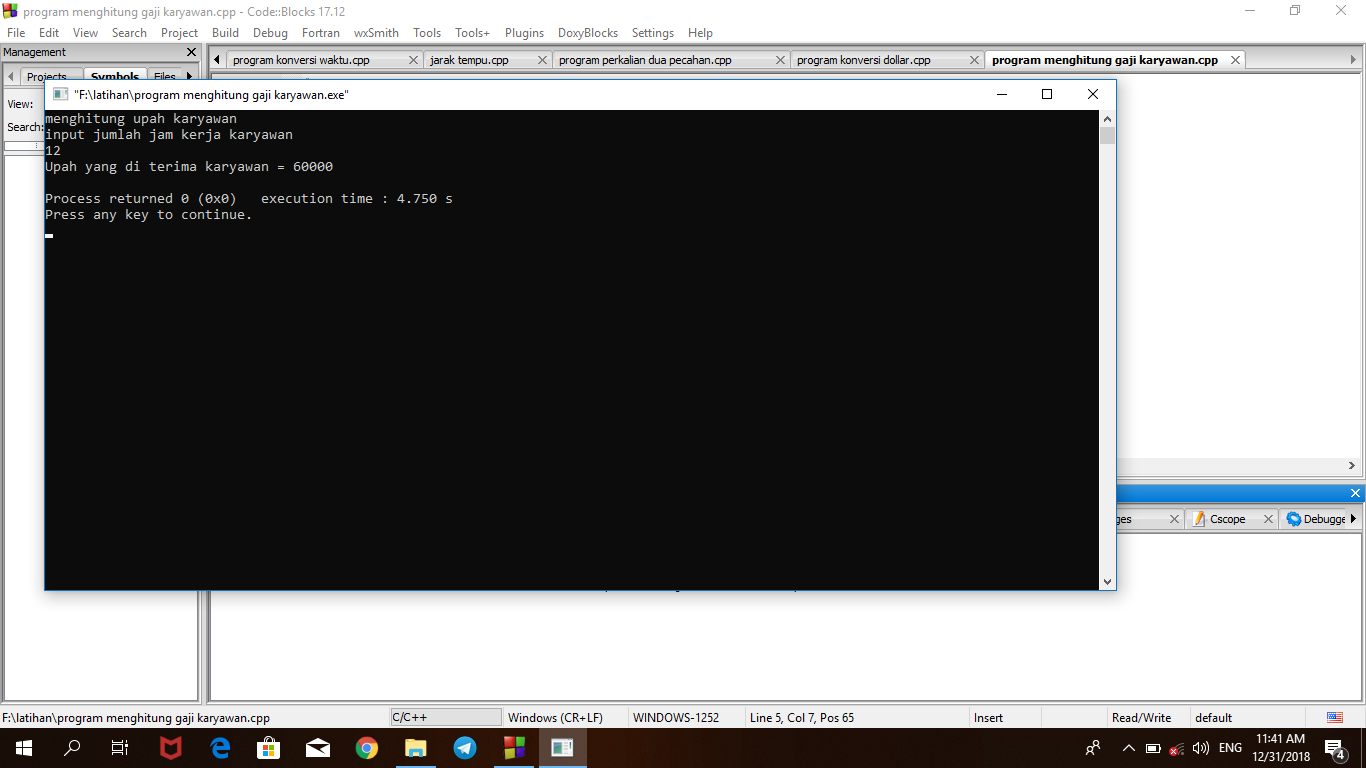 program menghitung gaji karyawan.cpp - Code::Blocks 17.12
File Edit View Search Project Build Debug Fortran wxSmith Tools Tools+ Plugins DoxyBlocks Settings Help
Management
program konversi waktu.cpp jarak tempu.cpp program perkalian dua pecahan.cpp program konversi dollar.cpp program menghitung gaji karyawan.cpp
Projects Symbols Files
View:
Search:
"F:\latihan\program menghitung gaji karyawan.exe"
menghitung upah karyawan
input jumlah jam kerja karyawan
12
Upah yang di terima karyawan = 60000
Process returned 0 (0x0) execution time : 4.750 s
Press any key to continue.
ges Cscope Debugge
F:\latihan\program menghitung gaji karyawan.cpp C/C++ Windows (CR+LF) WINDOWS-1252 Line 5, Col 7, Pos 65 Insert Read/Write default
ENG
11:41 AM
12/31/2018
4